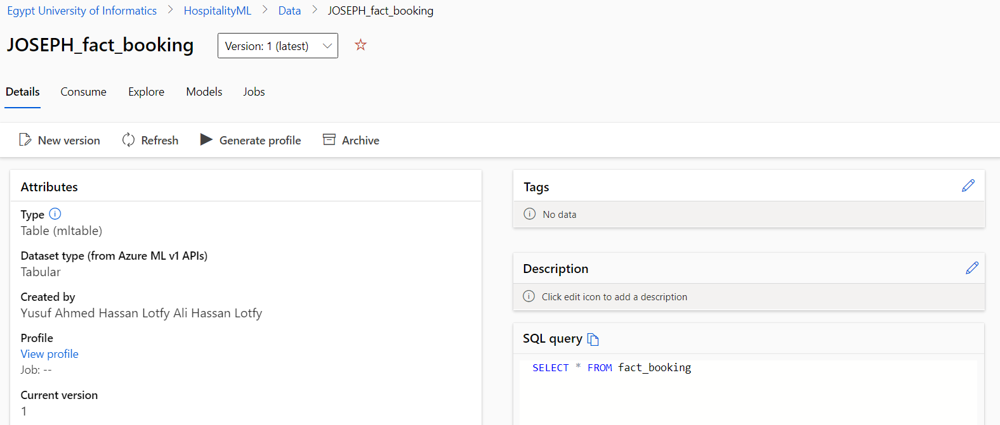 Egypt University of Informatics > HospitalityML > Data > JOSEPH_fact_booking
JOSEPH_fact_booking
Version: 1 (latest)
Details Consume Explore Models Jobs
New version Refresh Generate profile Archive
Attributes
Type
Table (mltable)
Dataset type (from Azure ML v1 APIs)
Tabular
Created by
Yusuf Ahmed Hassan Lotfy Ali Hassan Lotfy
Profile
View profile
Job: --
Current version
1
Tags
No data
Description
Click edit icon to add a description
SQL query
SELECT * FROM fact_booking